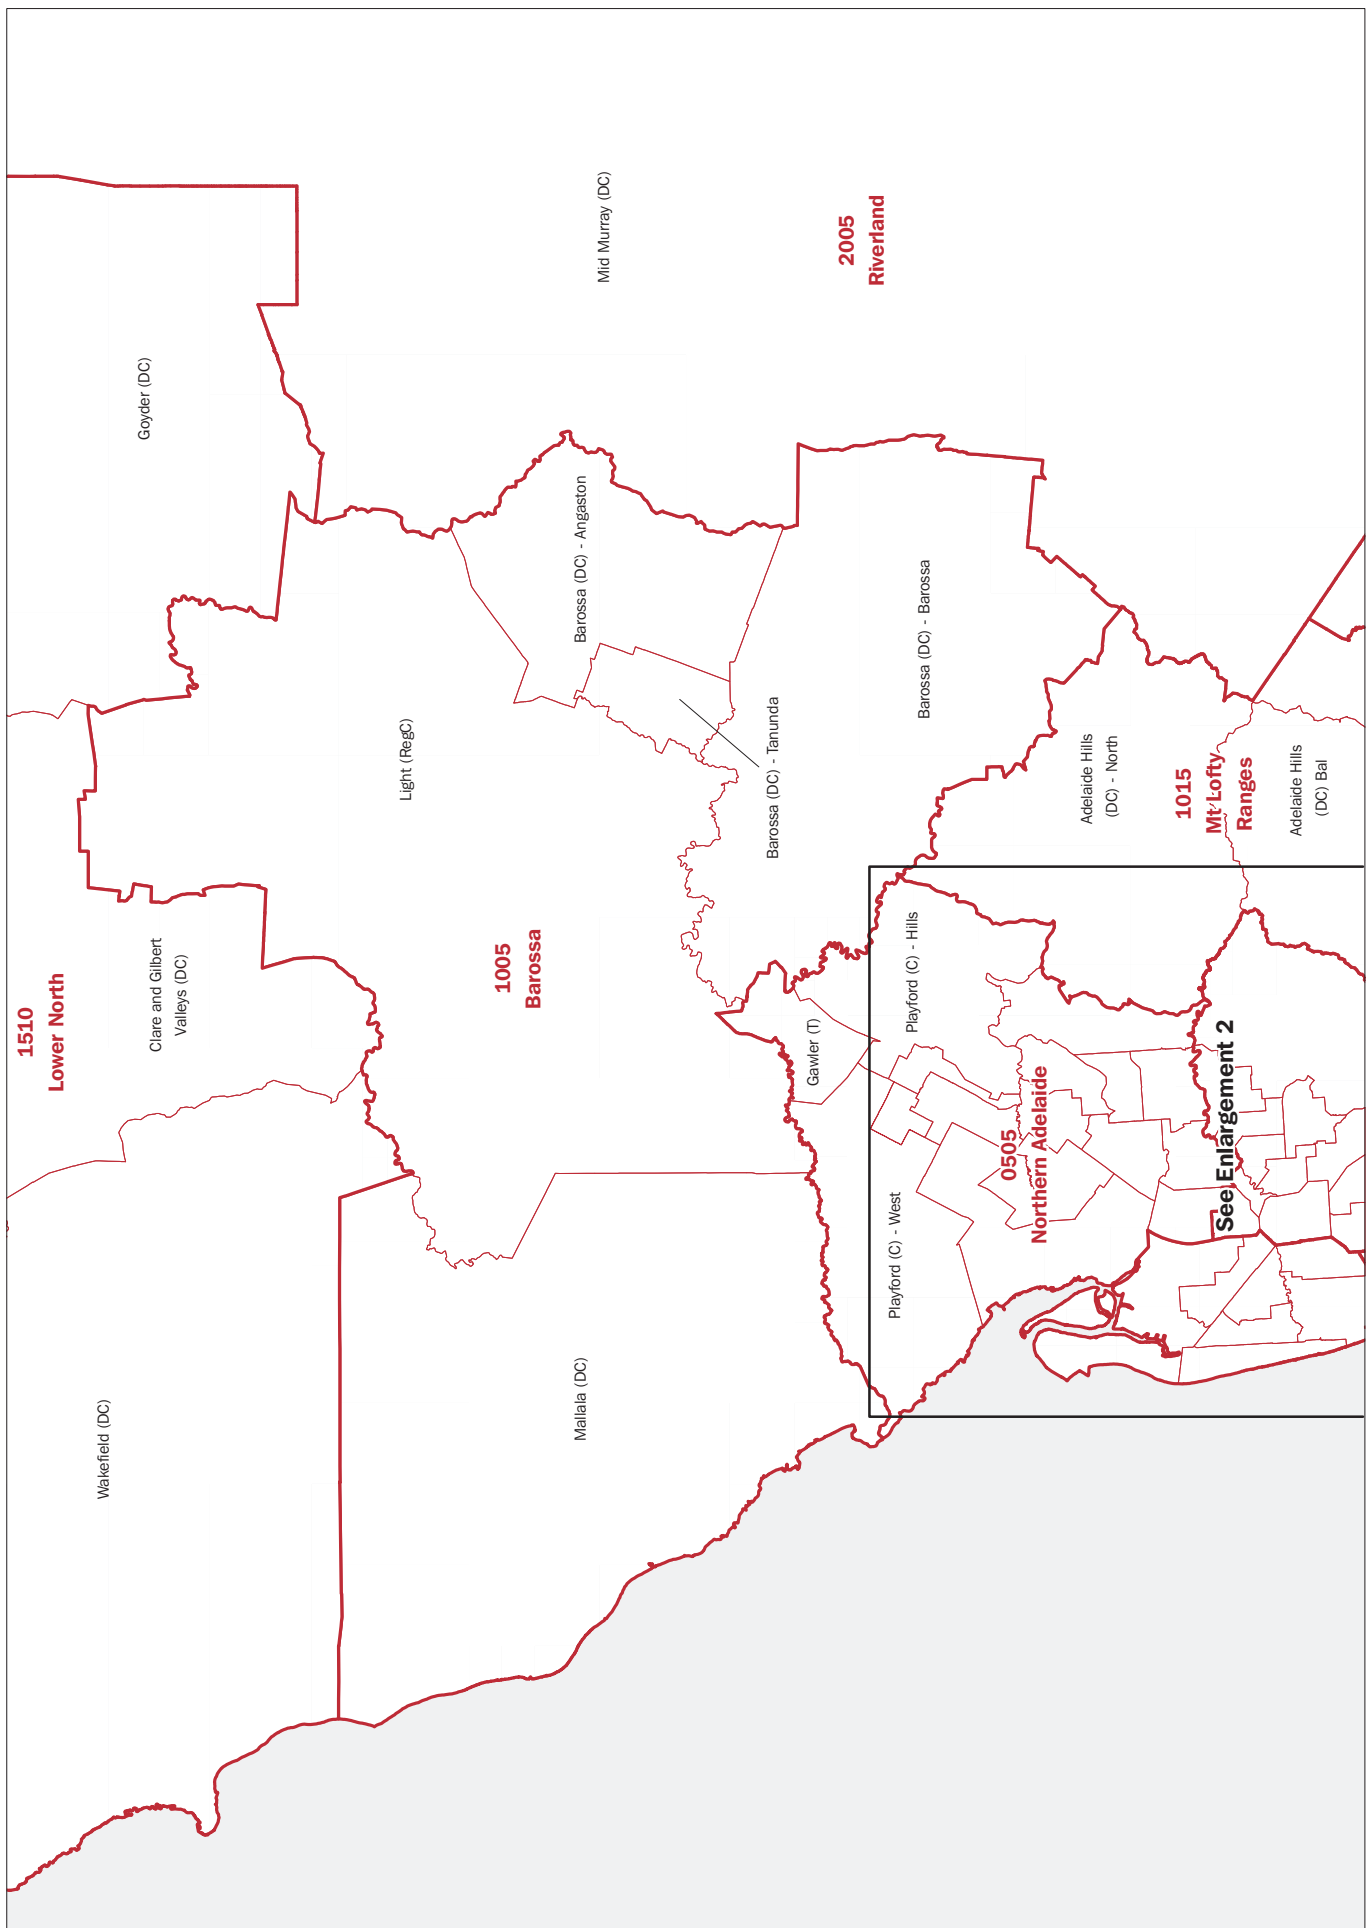 1510
Lower North
Goyder (DC)
Wakefield (DC)
Clare and Gilbert
Valleys (DC)
Light (RegC)
1005
Barossa
Mallala (DC)
Barossa (DC) - Angaston
Mid Murray (DC)
Barossa (DC) - Tanunda
2005
Riverland
Gawler (T)
Barossa (DC) - Barossa
Playford (C) - West
Playford (C) - Hills
0505
Northern Adelaide
Adelaide Hills
(DC) - North
1015
Mt Lofty
Ranges
See Enlargement 2
Adelaide Hills
(DC) Bal